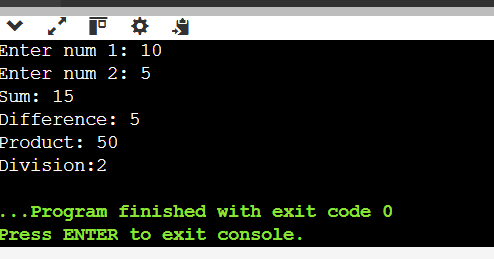 Enter num 1: 10
Enter num 2: 5
Sum: 15
Difference: 5
Product: 50
Division:2
...Program finished with exit code 0
Press ENTER to exit console.